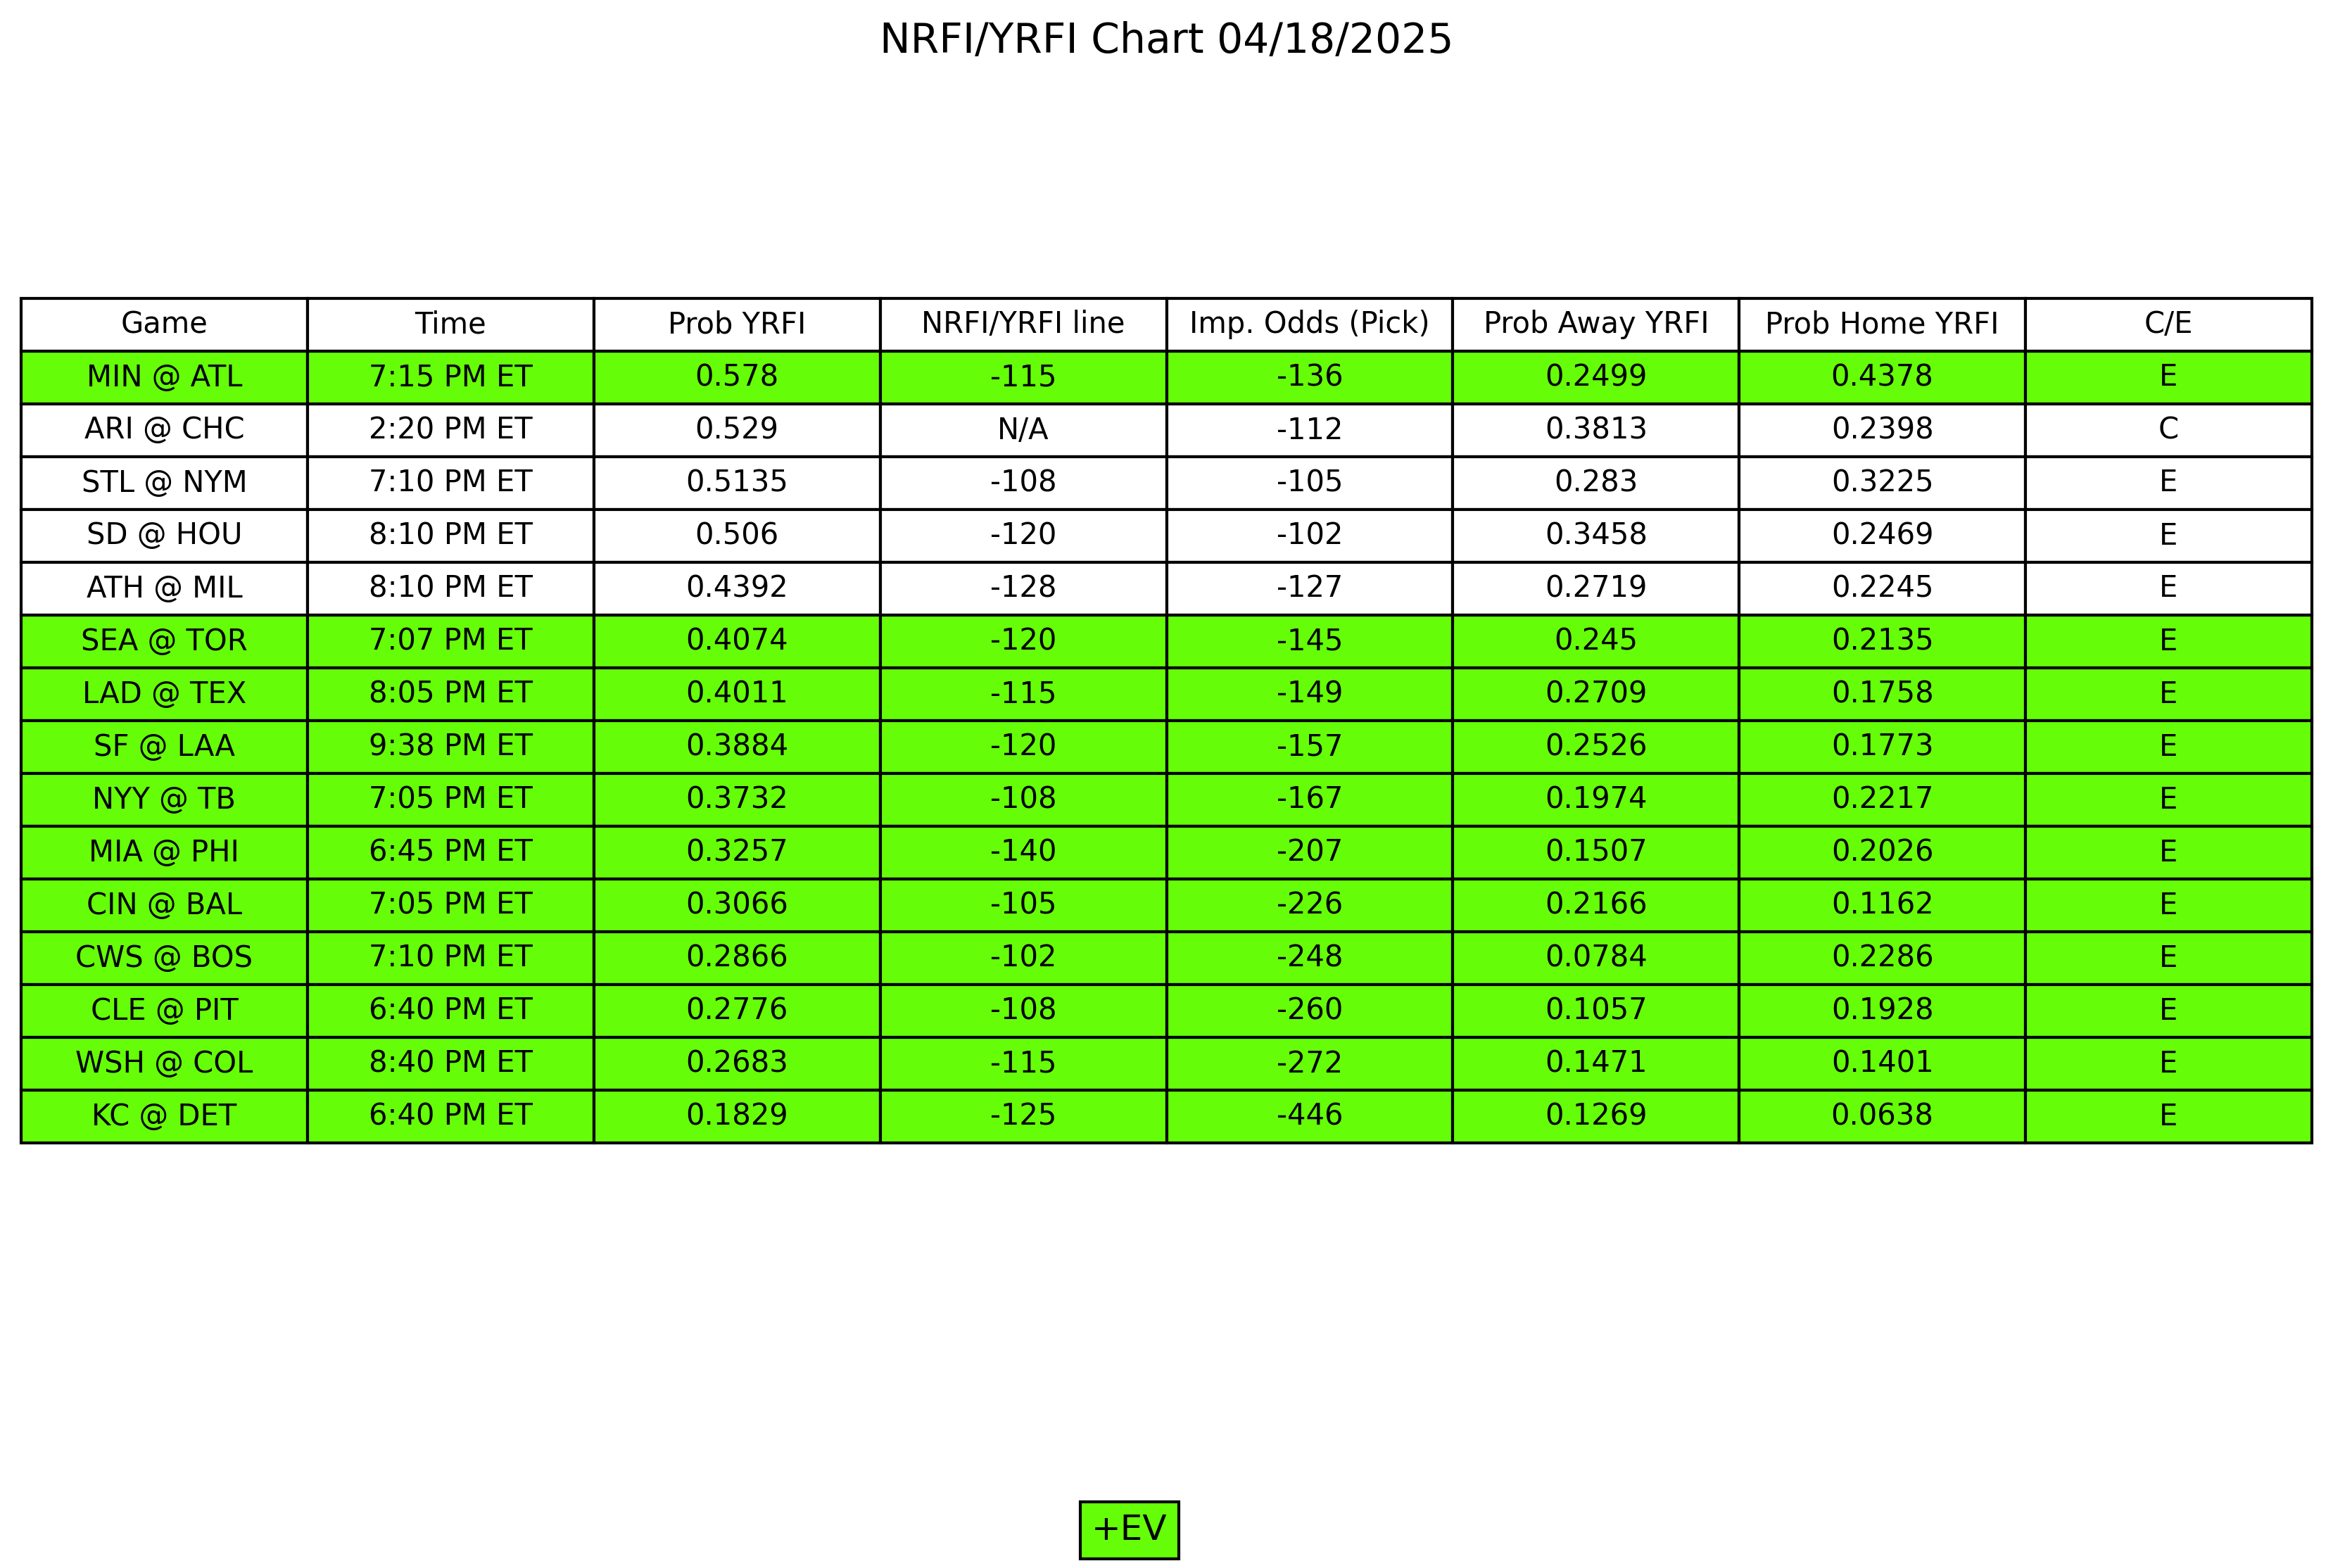 NRFI/YRFI Chart 04/18/2025
Game Time Prob YRFI NRFI/YRFI line Imp. Odds (Pick) Prob Away YRFI Prob Home YRFI C/E
MIN @ ATL 7:15 PM ET 0.578 -115 -136 0.2499 0.4378 E
ARI @ CHC 2:20 PM ET 0.529 N/A -112 0.3813 0.2398 C
STL @ NYM 7:10 PM ET 0.5135 -108 -105 0.283 0.3225 E
SD @ HOU 8:10 PM ET 0.506 -120 -102 0.3458 0.2469 E
ATH @ MIL 8:10 PM ET 0.4392 -128 -127 0.2719 0.2245 E
SEA @ TOR 7:07 PM ET 0.4074 -120 -145 0.245 0.2135 E
LAD @ TEX 8:05 PM ET 0.4011 -115 -149 0.2709 0.1758 E
SF @ LAA 9:38 PM ET 0.3884 -120 -157 0.2526 0.1773 E
NYY @ TB 7:05 PM ET 0.3732 -108 -167 0.1974 0.2217 E
MIA @ PHI 6:45 PM ET 0.3257 -140 -207 0.1507 0.2026 E
CIN @ BAL 7:05 PM ET 0.3066 -105 -226 0.2166 0.1162 E
CWS @ BOS 7:10 PM ET 0.2866 -102 -248 0.0784 0.2286 E
CLE @ PIT 6:40 PM ET 0.2776 -108 -260 0.1057 0.1928 E
WSH @ COL 8:40 PM ET 0.2683 -115 -272 0.1471 0.1401 E
KC @ DET 6:40 PM ET 0.1829 -125 -446 0.1269 0.0638 E
+EV